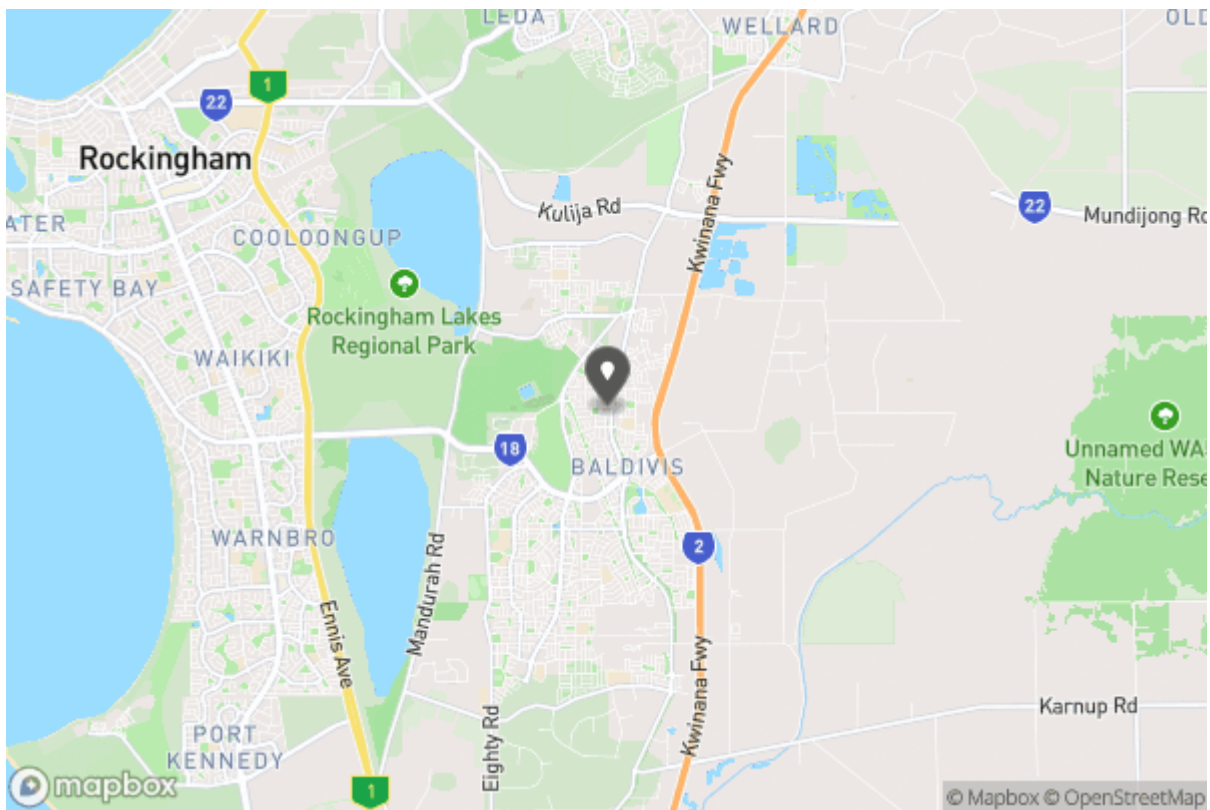 LEDA
WELLARD
OLD
1
22
Rockingham
Kulija Rd
Kwinana Fwy
22
Mundijong Rd
ATER
COOLOONGUP
SAFETY BAY
Rockingham Lakes
Regional Park
WAIKIKI
18
BALDIVIS
Unnamed WA
Nature Rese
WARNBRO
2
Mandurah Rd
Ennis Ave
Eighty Rd
Kwinana Fwy
Karnup Rd
PORT
KENNEDY
1
mapbox
© Mapbox © OpenStreetMap